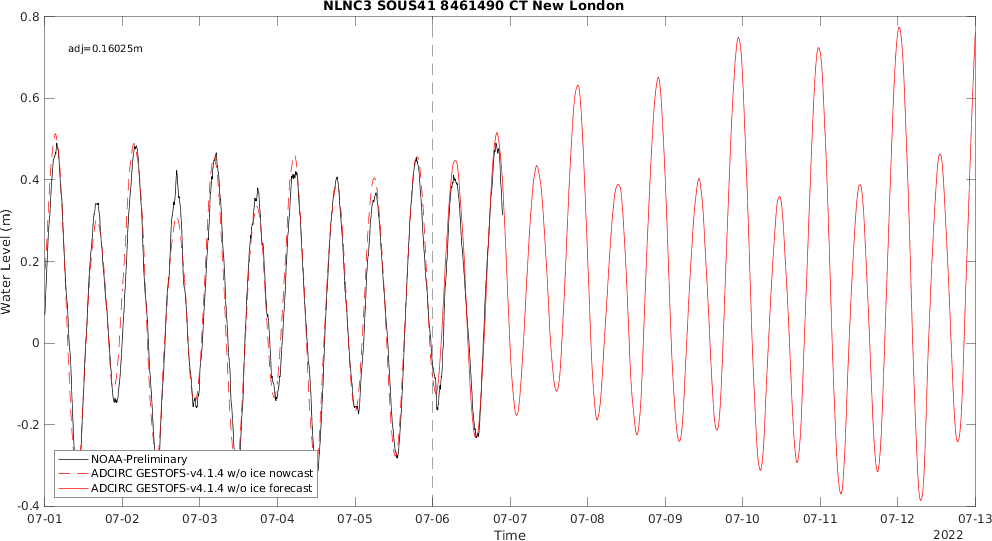 NLNC3 SOUS41 8461490 CT New London
adj=0.16025m
Water Level (m)
0.8
0.6
0.4
0.2
0
-0.2
-0.4
NOAA-Preliminary
ADCIRC GESTOFS-v4.1.4 w/o ice nowcast
ADCIRC GESTOFS-v4.1.4 w/o ice forecast
07-01 07-02 07-03 07-04 07-05 07-06 07-07 07-08 07-09 07-10 07-11 07-12 07-13
Time
2022